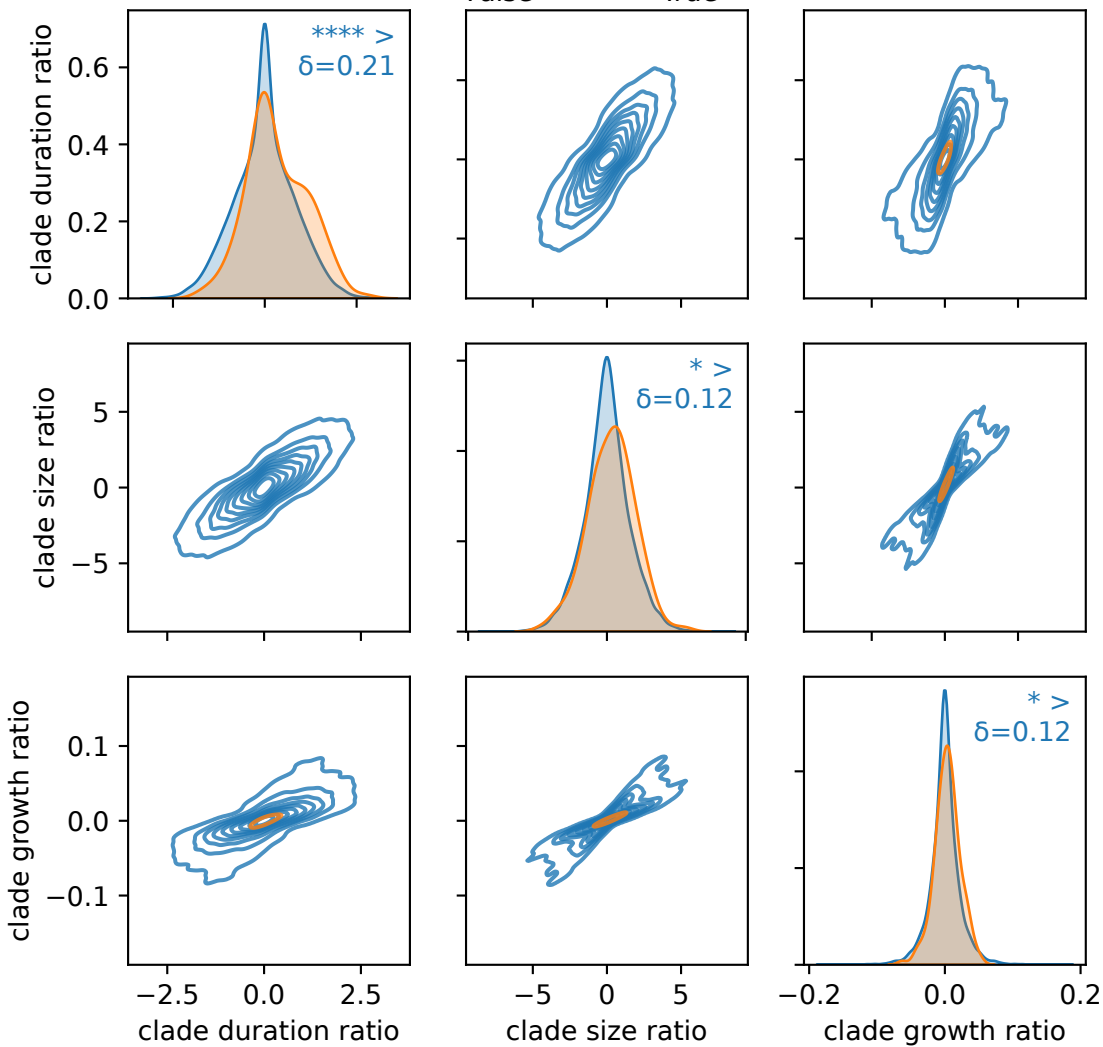 **** >
δ=0.21
clade duration ratio
0.6
0.4
0.2
0.0
−5
0
5
* >
δ=0.12
clade size ratio
5
0
−5
* >
δ=0.12
clade growth ratio
0.1
0.0
−0.1
−2.5
0.0
2.5
−0.2
0.0
0.2
clade duration ratio
clade size ratio
clade growth ratio